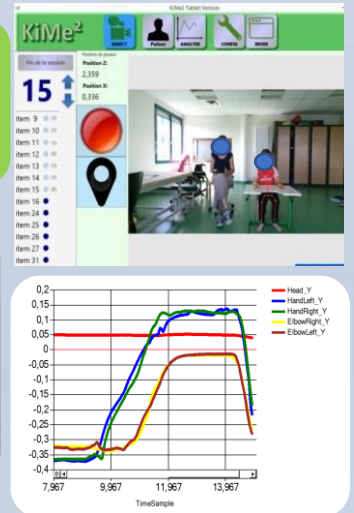 KiMe2 Tablet Version
KiMe²
DIRECT
Patient
ANALYSE
CONFIG
MODE
Fin de la session
15
Position du joueur
Position Z:
2,359
Position X:
0,336
item 9
item 10
item 11
item 12
item 13
item 14
item 15
item 16
item 24
item 25
item 26
item 27
item 31
0,2
0,15
0,1
0,05
0
-0,05
-0,1
-0,15
-0,2
-0,25
-0,3
-0,35
-0,4
7,967
9,967
11,967
13,967
TimeSample
Head_Y
HandLeft_Y
HandRight_Y
ElbowRight_Y
ElbowLeft_Y